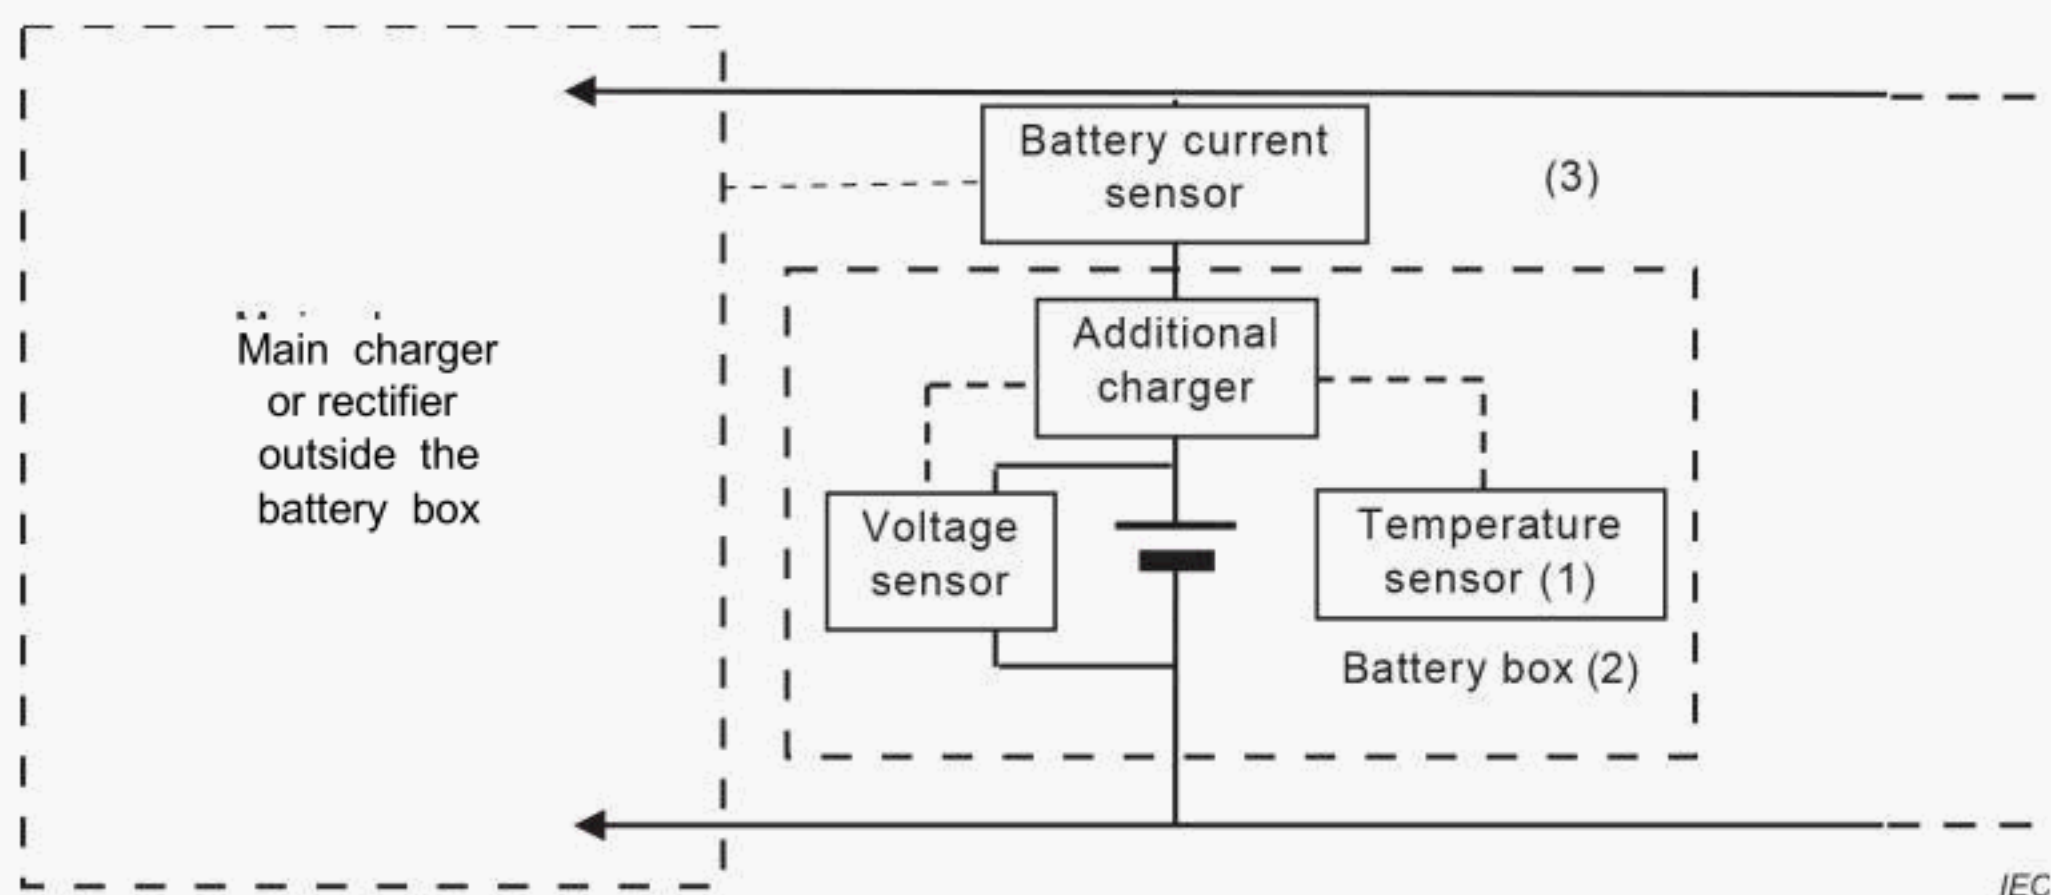 Battery current
sensor
(3)
Main charger
or rectifier
outside the
battery box
Additional
charger
Voltage
sensor
Temperature
sensor (1)
Battery box (2)
IEC